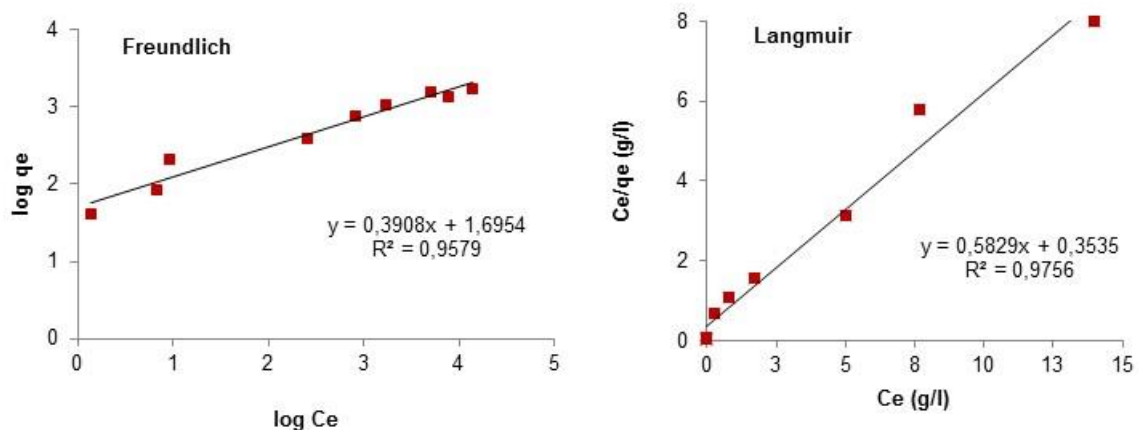 Freundlich
4
3
2
1
0
log qe
y = 0,3908x + 1,6954
R² = 0,9579
0 1 2 3 4 5
log Ce
Langmuir
8
6
4
2
0
Ce/qe (g/l)
y = 0,5829x + 0,3535
R² = 0,9756
0 3 5 8 10 13 15
Ce (g/l)